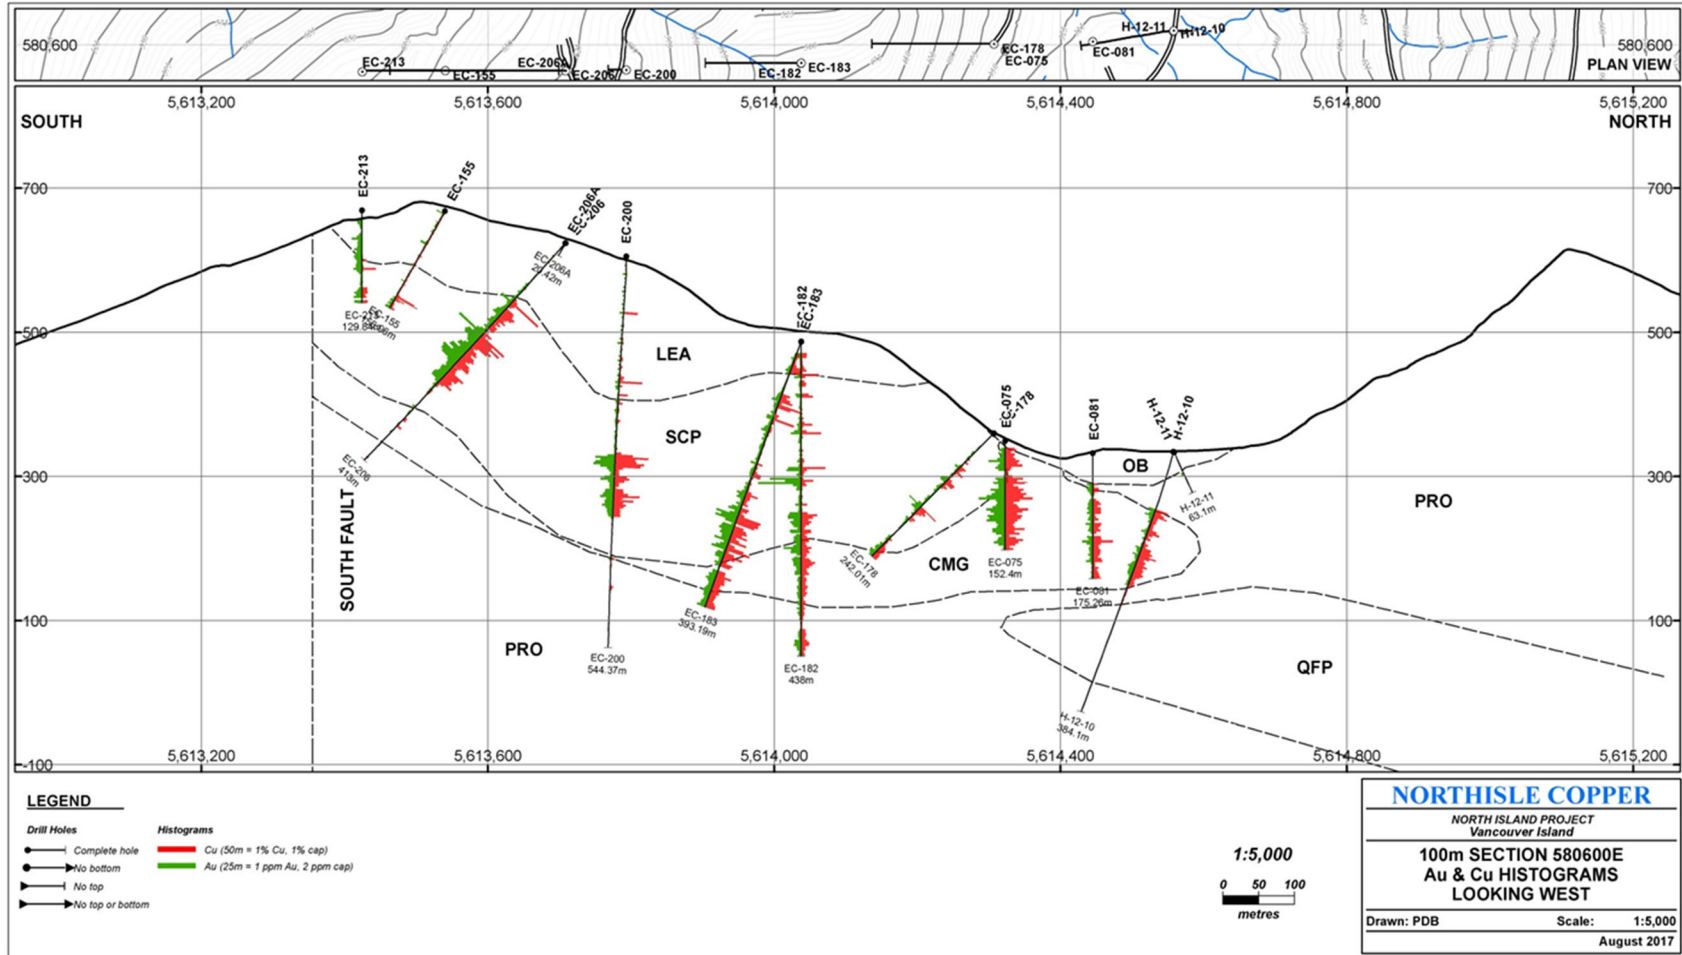 580,600
EC-213
EC-155
EC-206A
EC-206
EC-200
EC-182
EC-183
EC-178
EC-075
EC-081
H-12-11
H-12-10
580,600
PLAN VIEW
5,613,200
5,613,600
5,614,000
5,614,400
5,614,800
5,615,200
SOUTH
NORTH
700
700
500
500
300
300
100
100
-100
EC-213
EC-155
EC-206A
EC-206
EC-200
EC-182
EC-183
EC-075
EC-081
H-12-11
H-12-10
EC-206A
EC-155
LEA
SCP
OB
PRO
CMG
PRO
QFP
SOUTH FAULT
EC-206
413m
EC-200
544.37m
EC-183
393.19m
EC-182
438m
EC-178
242.01m
EC-075
152.4m
EC-081
175.26m
H-12-11
63.1m
H-12-10
384.1m
5,613,200
5,613,600
5,614,000
5,614,400
5,614,800
5,615,200
LEGEND
Drill Holes
Complete hole
No bottom
No top
No top or bottom
Histograms
Cu (50m = 1% Cu, 1% cap)
Au (25m = 1 ppm Au, 2 ppm cap)
1:5,000
0 50 100
metres
NORTHISLE COPPER
NORTH ISLAND PROJECT
Vancouver Island
100m SECTION 580600E
Au & Cu HISTOGRAMS
LOOKING WEST
Drawn: PDB Scale: 1:5,000
August 2017